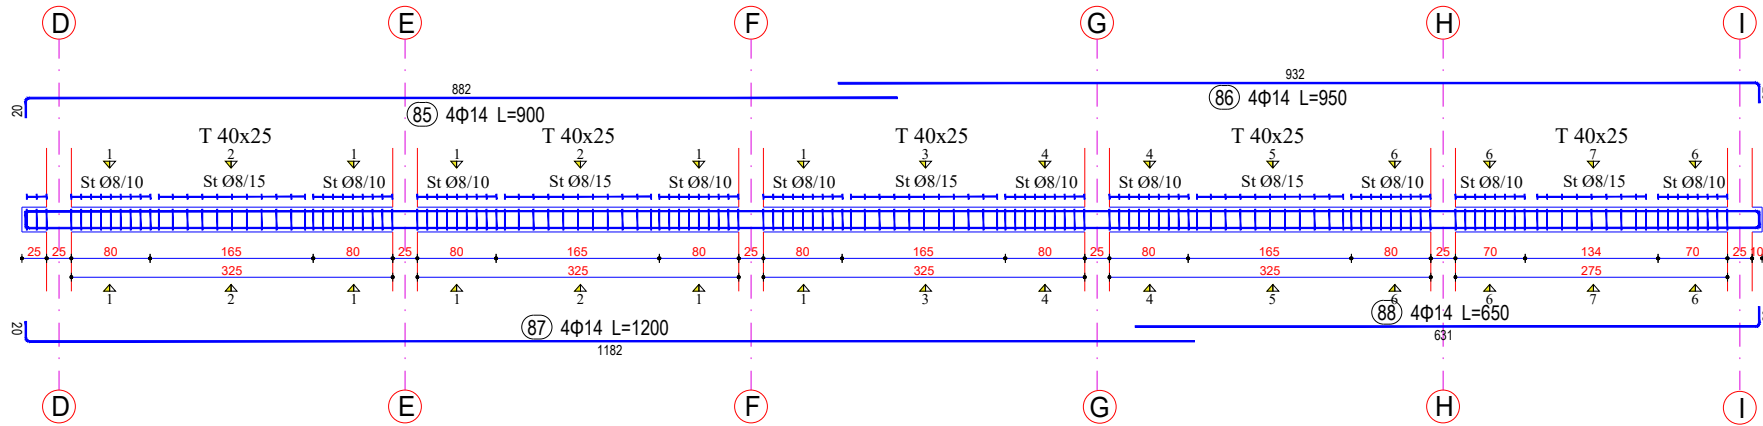 D E F G H I
882 932
20
85 4Φ14 L=900 86 4Φ14 L=950
T 40x25 T 40x25 T 40x25 T 40x25 T 40x25
1 2 1 1 2 1 1 3 4 4 5 6 6 7 6
St Ø8/10 St Ø8/15 St Ø8/10 St Ø8/10 St Ø8/15 St Ø8/10 St Ø8/10 St Ø8/15 St Ø8/10 St Ø8/10 St Ø8/15 St Ø8/10 St Ø8/10 St Ø8/15 St Ø8/10
25 25 80 165 80 25 80 165 80 25 80 165 80 25 80 165 80 25 70 134 70 25 10
325 325 325 325 275
1 2 1 1 2 1 1 3 4 4 5 6 6 7 6
20
87 4Φ14 L=1200 88 4Φ14 L=650
1182 631
D E F G H I